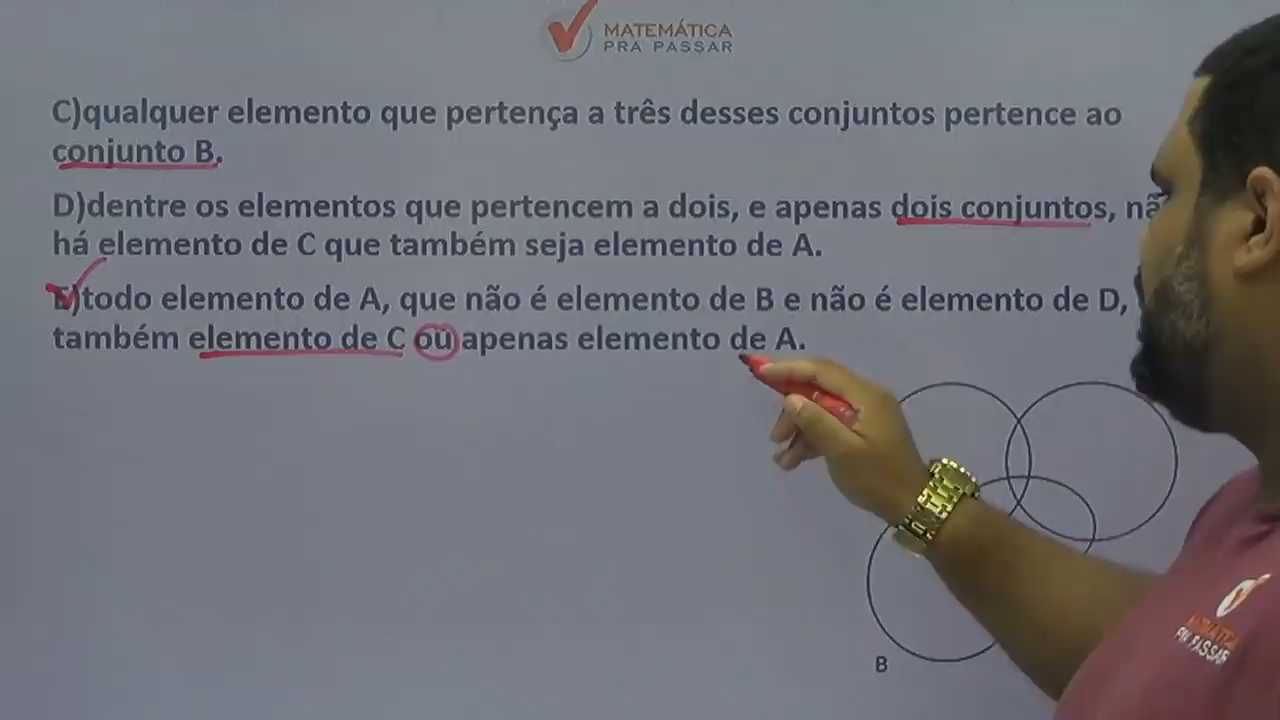 MATEMÁTICA
PRA PASSAR
C)qualquer elemento que pertença a três desses conjuntos pertence ao
conjunto B.
D)dentre os elementos que pertencem a dois, e apenas dois conjuntos,
há elemento de C que também seja elemento de A.
E)todo elemento de A, que não é elemento de B e não é elemento de D,
também elemento de C ou apenas elemento de A.
B
PRA PASSAR